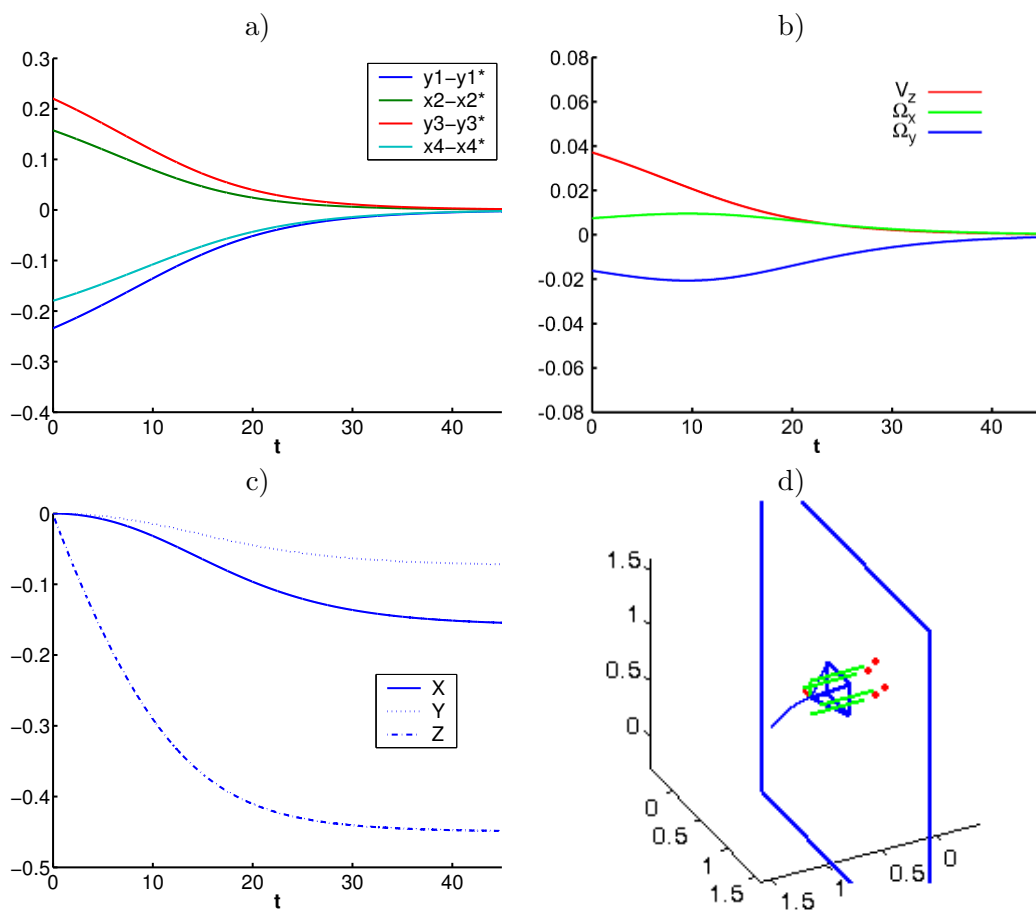 a)
0.3
0.2
0.1
0
−0.1
−0.2
−0.3
−0.4
0 10 20 30 40
t
y1−y1*
x2−x2*
y3−y3*
x4−x4*
b)
0.08
0.06
0.04
0.02
0
-0.02
-0.04
-0.06
-0.08
0 10 20 30 40
t
Vz
Ωx
Ωy
c)
0
−0.1
−0.2
−0.3
−0.4
−0.5
0 10 20 30 40
t
X
Y
Z
d)
1.5
1
0.5
0
0
0.5
1
1.5
1.5
1
0.5
0